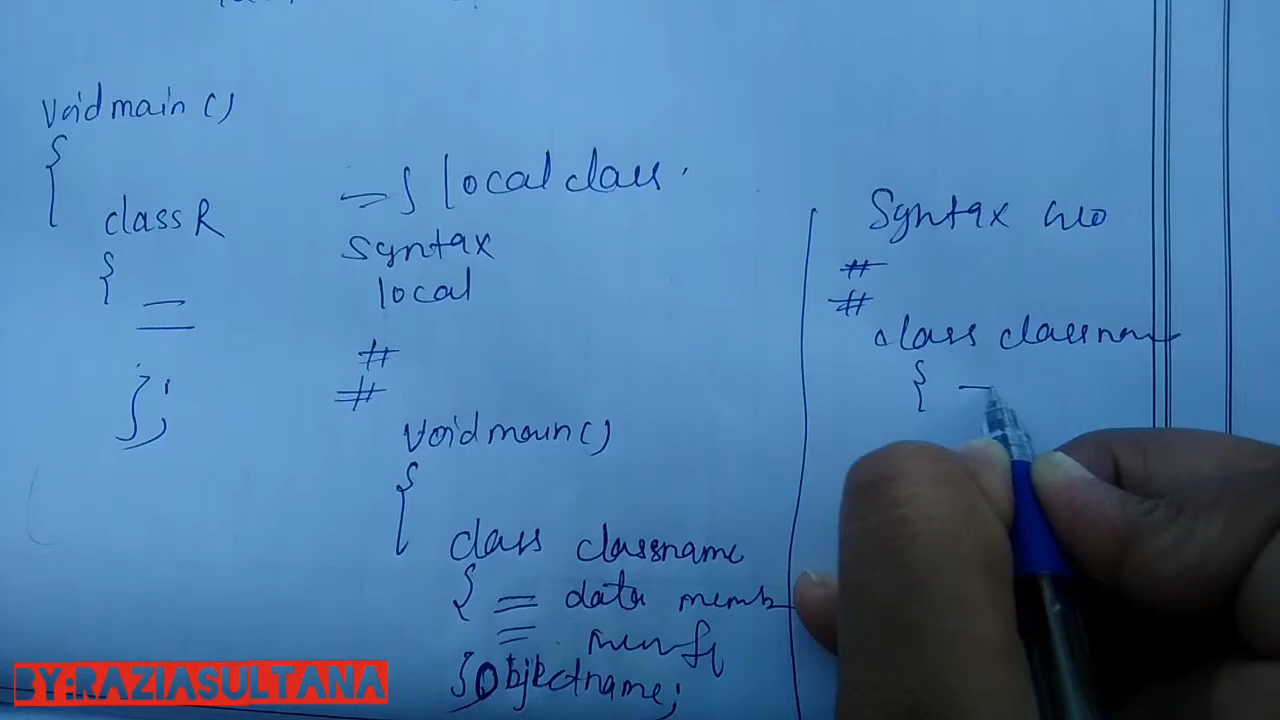 void main ()
{
class R
{
};
local class.
Syntax
local
#
#
void main()
{
class classname
{ = data memb
= mem fn
} Objectname;
Syntax
#
#
class classname
{
BY:RAZIASULTANA